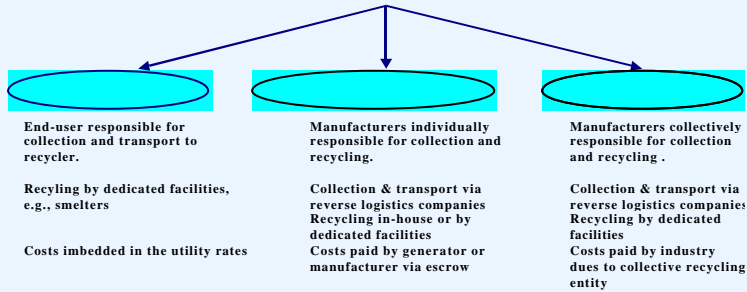 End-user responsible for
collection and transport to
recycler.
Recyling by dedicated facilities,
e.g., smelters
Costs imbedded in the utility rates
Manufacturers individually
responsible for collection and
recycling.
Collection & transport via
reverse logistics companies
Recycling in-house or by
dedicated facilities
Costs paid by generator or
manufacturer via escrow
Manufacturers collectively
responsible for collection
and recycling .
Collection & transport via
reverse logistics companies
Recycling by dedicated
facilities
Costs paid by industry
dues to collective recycling
entity